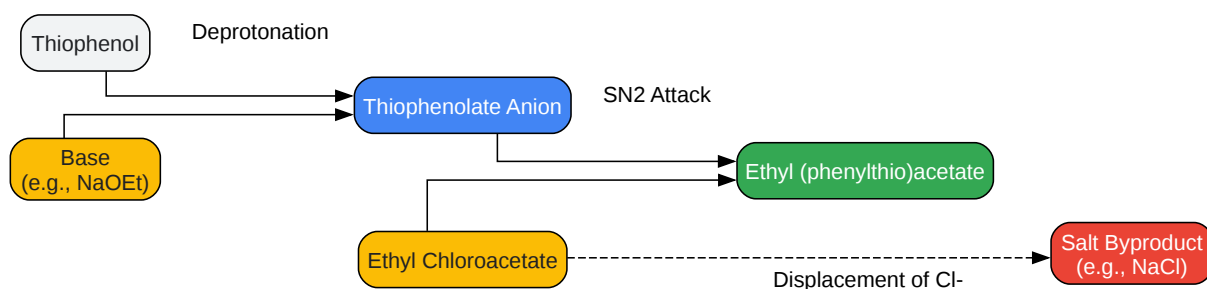 Thiophenol
Deprotonation
Thiophenolate Anion
SN2 Attack
Base
(e.g., NaOEt)
Ethyl (phenylthio)acetate
Ethyl Chloroacetate
Salt Byproduct
(e.g., NaCl)
Displacement of Cl-